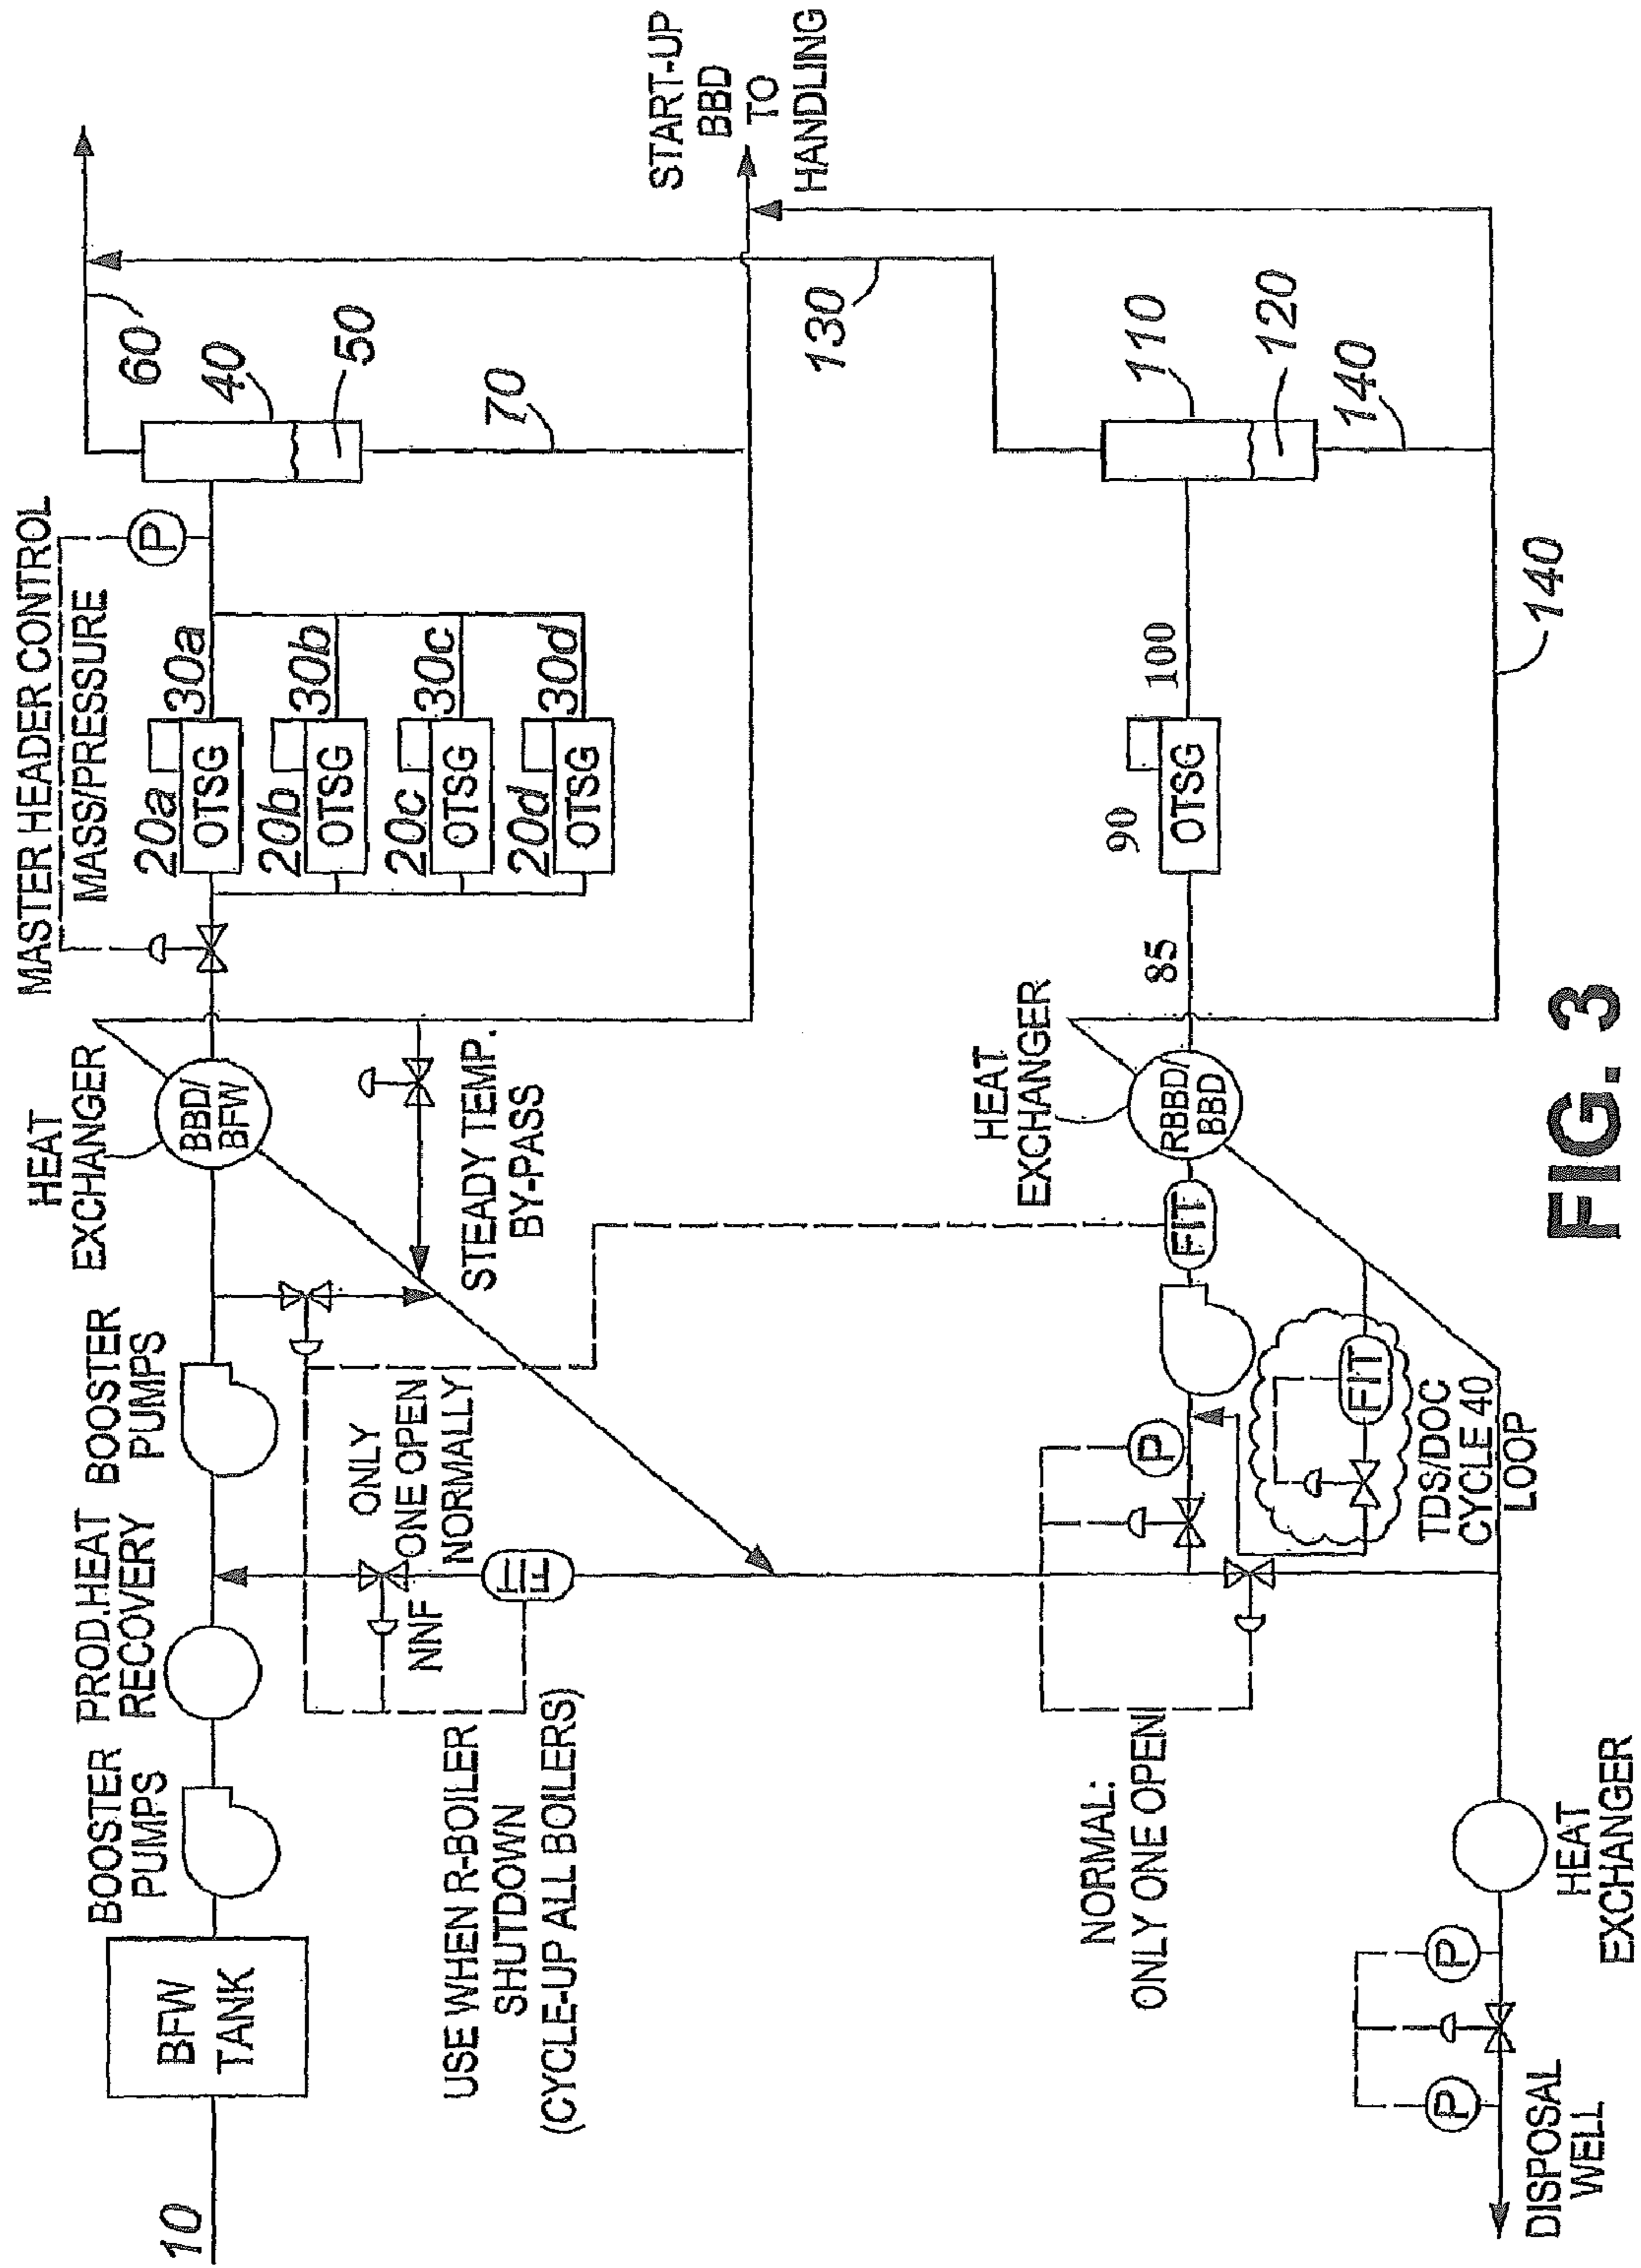 10
BFW
TANK
BOOSTER
PUMPS
PROD.HEAT
RECOVERY
BOOSTER
PUMPS
HEAT
EXCHANGER
BBD/
BFW
MASTER HEADER CONTROL
MASS/PRESSURE
P
20a
OTSG
30a
20b
OTSG
30b
20c
OTSG
30c
20d
OTSG
30d
60
40
50
70
START-UP
BBD
TO
HANDLING
STEADY TEMP.
BY-PASS
ONLY
ONE OPEN
NORMALLY
NNF
FIT
USE WHEN R-BOILER
SHUTDOWN
(CYCLE-UP ALL BOILERS)
NORMAL:
ONLY ONE OPEN
P
FIT
HEAT
EXCHANGER
RBBD/
BBD
85
90
OTSG
100
130
110
120
140
140
FIT
TDS/DOC
CYCLE 40
LOOP
HEAT
EXCHANGER
P
P
DISPOSAL
WELL
FIG. 3